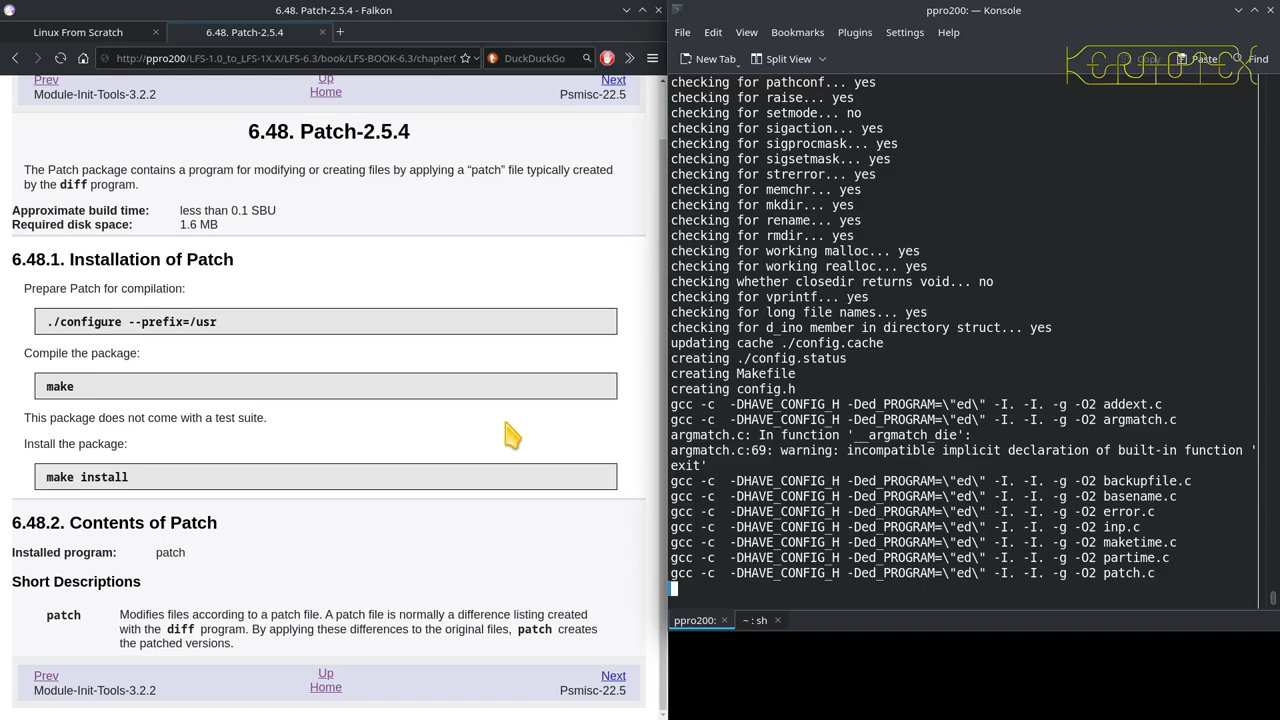 6.48. Patch-2.5.4 - Falkon
Linux From Scratch
6.48. Patch-2.5.4
http://ppro200/LFS-1.0_to_LFS-1X.X/LFS-6.3/book/LFS-BOOK-6.3/chapter(
DuckDuckGo
Prev
Up
Next
Module-Init-Tools-3.2.2
Home
Psmisc-22.5
6.48. Patch-2.5.4
The Patch package contains a program for modifying or creating files by applying a “patch” file typically created
by the diff program.
Approximate build time: less than 0.1 SBU
Required disk space: 1.6 MB
6.48.1. Installation of Patch
Prepare Patch for compilation:
./configure --prefix=/usr
Compile the package:
make
This package does not come with a test suite.
Install the package:
make install
6.48.2. Contents of Patch
Installed program: patch
Short Descriptions
patch Modifies files according to a patch file. A patch file is normally a difference listing created
with the diff program. By applying these differences to the original files, patch creates
the patched versions.
Prev
Up
Next
Module-Init-Tools-3.2.2
Home
Psmisc-22.5
ppro200: — Konsole
File Edit View Bookmarks Plugins Settings Help
New Tab Split View Copy Paste Find
checking for pathconf... yes
checking for raise... yes
checking for setmode... no
checking for sigaction... yes
checking for sigprocmask... yes
checking for sigsetmask... yes
checking for strerror... yes
checking for memchr... yes
checking for mkdir... yes
checking for rename... yes
checking for rmdir... yes
checking for working malloc... yes
checking for working realloc... yes
checking whether closedir returns void... no
checking for vprintf... yes
checking for long file names... yes
checking for d_ino member in directory struct... yes
updating cache ./config.cache
creating ./config.status
creating Makefile
creating config.h
gcc -c  -DHAVE_CONFIG_H -Ded_PROGRAM=\"ed\" -I. -I. -g -O2 addext.c
gcc -c  -DHAVE_CONFIG_H -Ded_PROGRAM=\"ed\" -I. -I. -g -O2 argmatch.c
argmatch.c: In function '__argmatch_die':
argmatch.c:69: warning: incompatible implicit declaration of built-in function '
exit'
gcc -c  -DHAVE_CONFIG_H -Ded_PROGRAM=\"ed\" -I. -I. -g -O2 backupfile.c
gcc -c  -DHAVE_CONFIG_H -Ded_PROGRAM=\"ed\" -I. -I. -g -O2 basename.c
gcc -c  -DHAVE_CONFIG_H -Ded_PROGRAM=\"ed\" -I. -I. -g -O2 error.c
gcc -c  -DHAVE_CONFIG_H -Ded_PROGRAM=\"ed\" -I. -I. -g -O2 inp.c
gcc -c  -DHAVE_CONFIG_H -Ded_PROGRAM=\"ed\" -I. -I. -g -O2 maketime.c
gcc -c  -DHAVE_CONFIG_H -Ded_PROGRAM=\"ed\" -I. -I. -g -O2 partime.c
gcc -c  -DHAVE_CONFIG_H -Ded_PROGRAM=\"ed\" -I. -I. -g -O2 patch.c
ppro200:
~ : sh